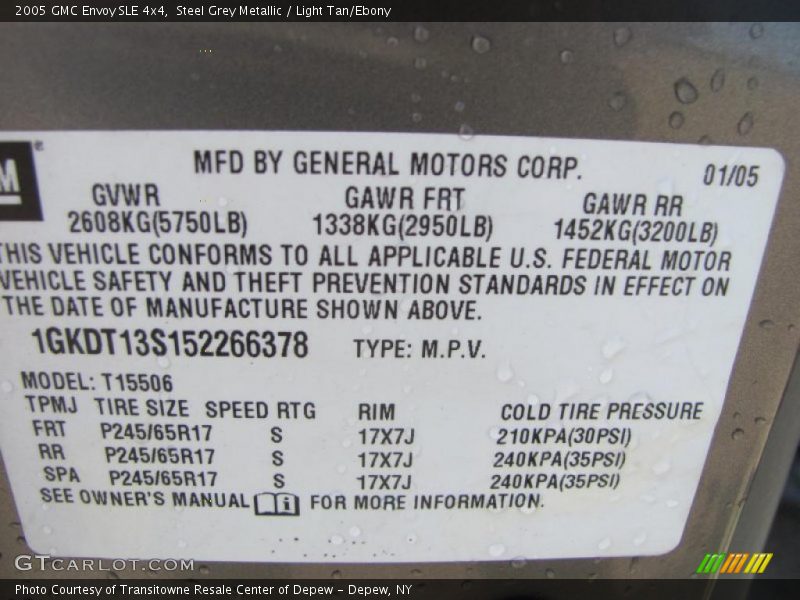 2005 GMC Envoy SLE 4x4, Steel Grey Metallic / Light Tan/Ebony
MFD BY GENERAL MOTORS CORP. 01/05
GVWR GAWR FRT GAWR RR
2608KG(5750LB) 1338KG(2950LB) 1452KG(3200LB)
THIS VEHICLE CONFORMS TO ALL APPLICABLE U.S. FEDERAL MOTOR
VEHICLE SAFETY AND THEFT PREVENTION STANDARDS IN EFFECT ON
THE DATE OF MANUFACTURE SHOWN ABOVE.
1GKDT13S152266378 TYPE: M.P.V.
MODEL: T15506
TPMJ TIRE SIZE SPEED RTG RIM COLD TIRE PRESSURE
FRT P245/65R17 S 17X7J 210KPA(30PSI)
RR P245/65R17 S 17X7J 240KPA(35PSI)
SPA P245/65R17 S 17X7J 240KPA(35PSI)
SEE OWNER'S MANUAL i FOR MORE INFORMATION.
GTCARLOT.COM
Photo Courtesy of Transitowne Resale Center of Depew - Depew, NY